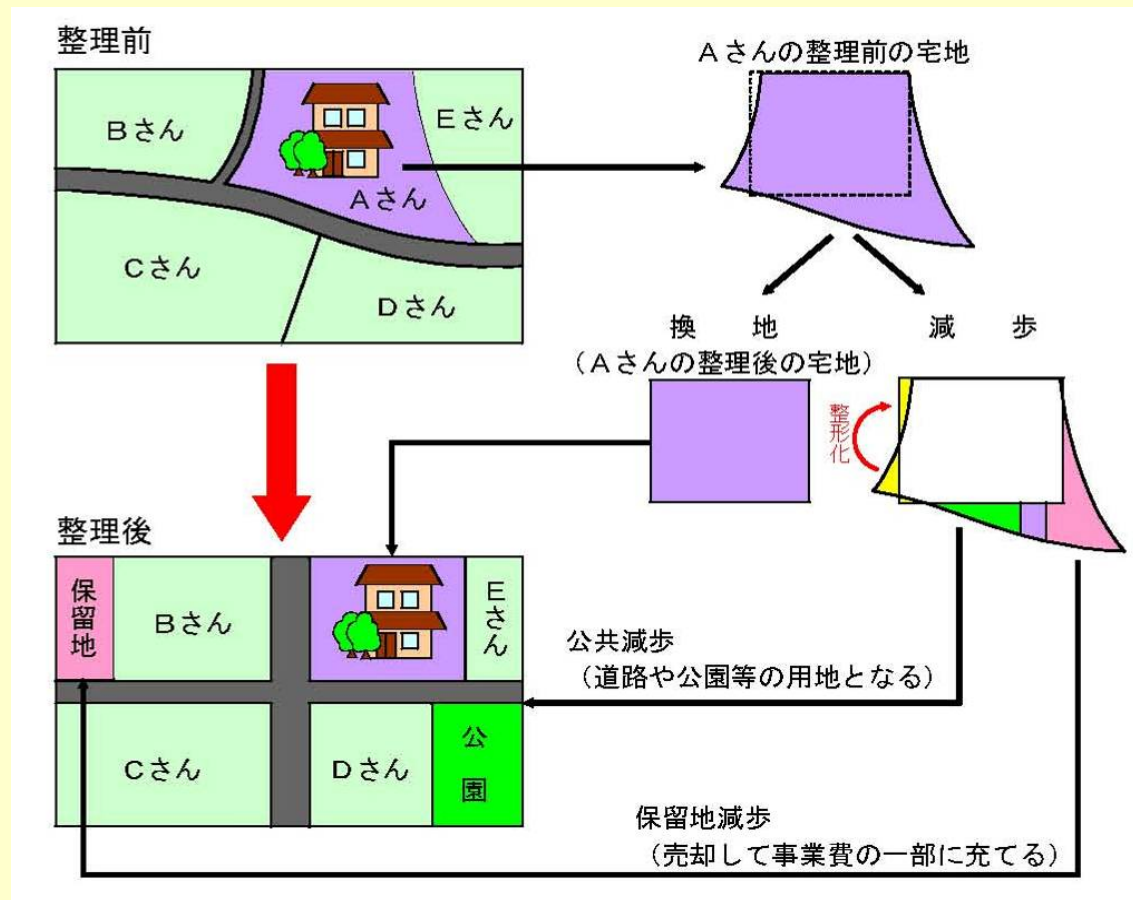 整理前
Bさん
Aさん
Eさん
Cさん
Dさん
Aさんの整理前の宅地
換　地
(Aさんの整理後の宅地)
減　歩
整形化
整理後
保留地
Bさん
Eさん
Cさん
Dさん
公園
公共減歩
(道路や公園等の用地となる)
保留地減歩
(売却して事業費の一部に充てる)